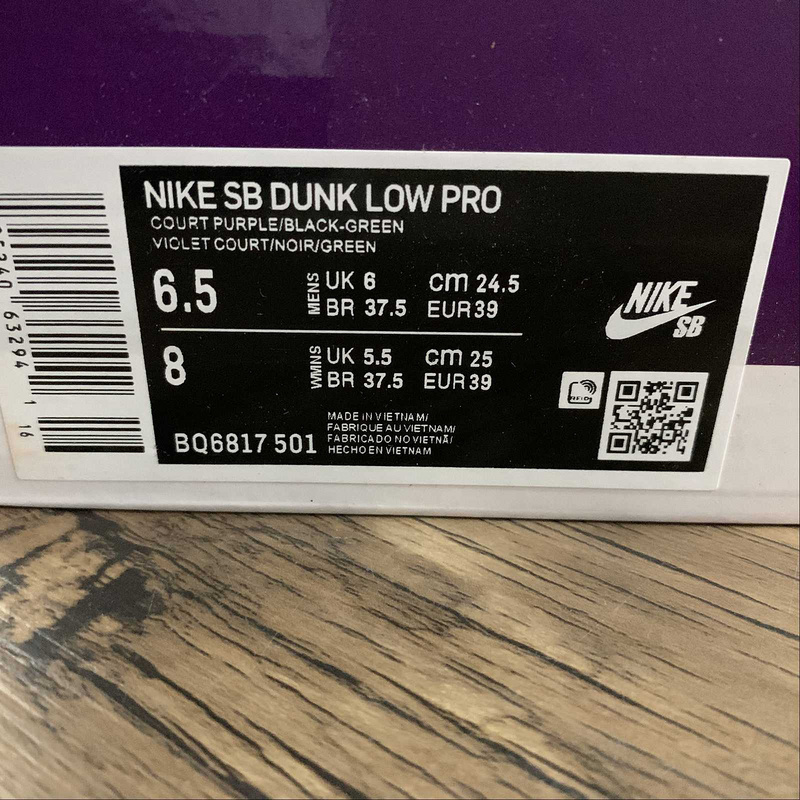 NIKE SB DUNK LOW PRO
COURT PURPLE/BLACK-GREEN
VIOLET COURT/NOIR/GREEN
6.5 MENS UK 6 cm 24.5
BR 37.5 EUR 39
8 WMNS UK 5.5 cm 25
BR 37.5 EUR 39
BQ6817 501
MADE IN VIETNAM/
FABRIQUE AU VIETNAM/
FABRICADO NO VIETNÃ/
HECHO EN VIETNAM
NIKE
SB
RFID
63294 1 16